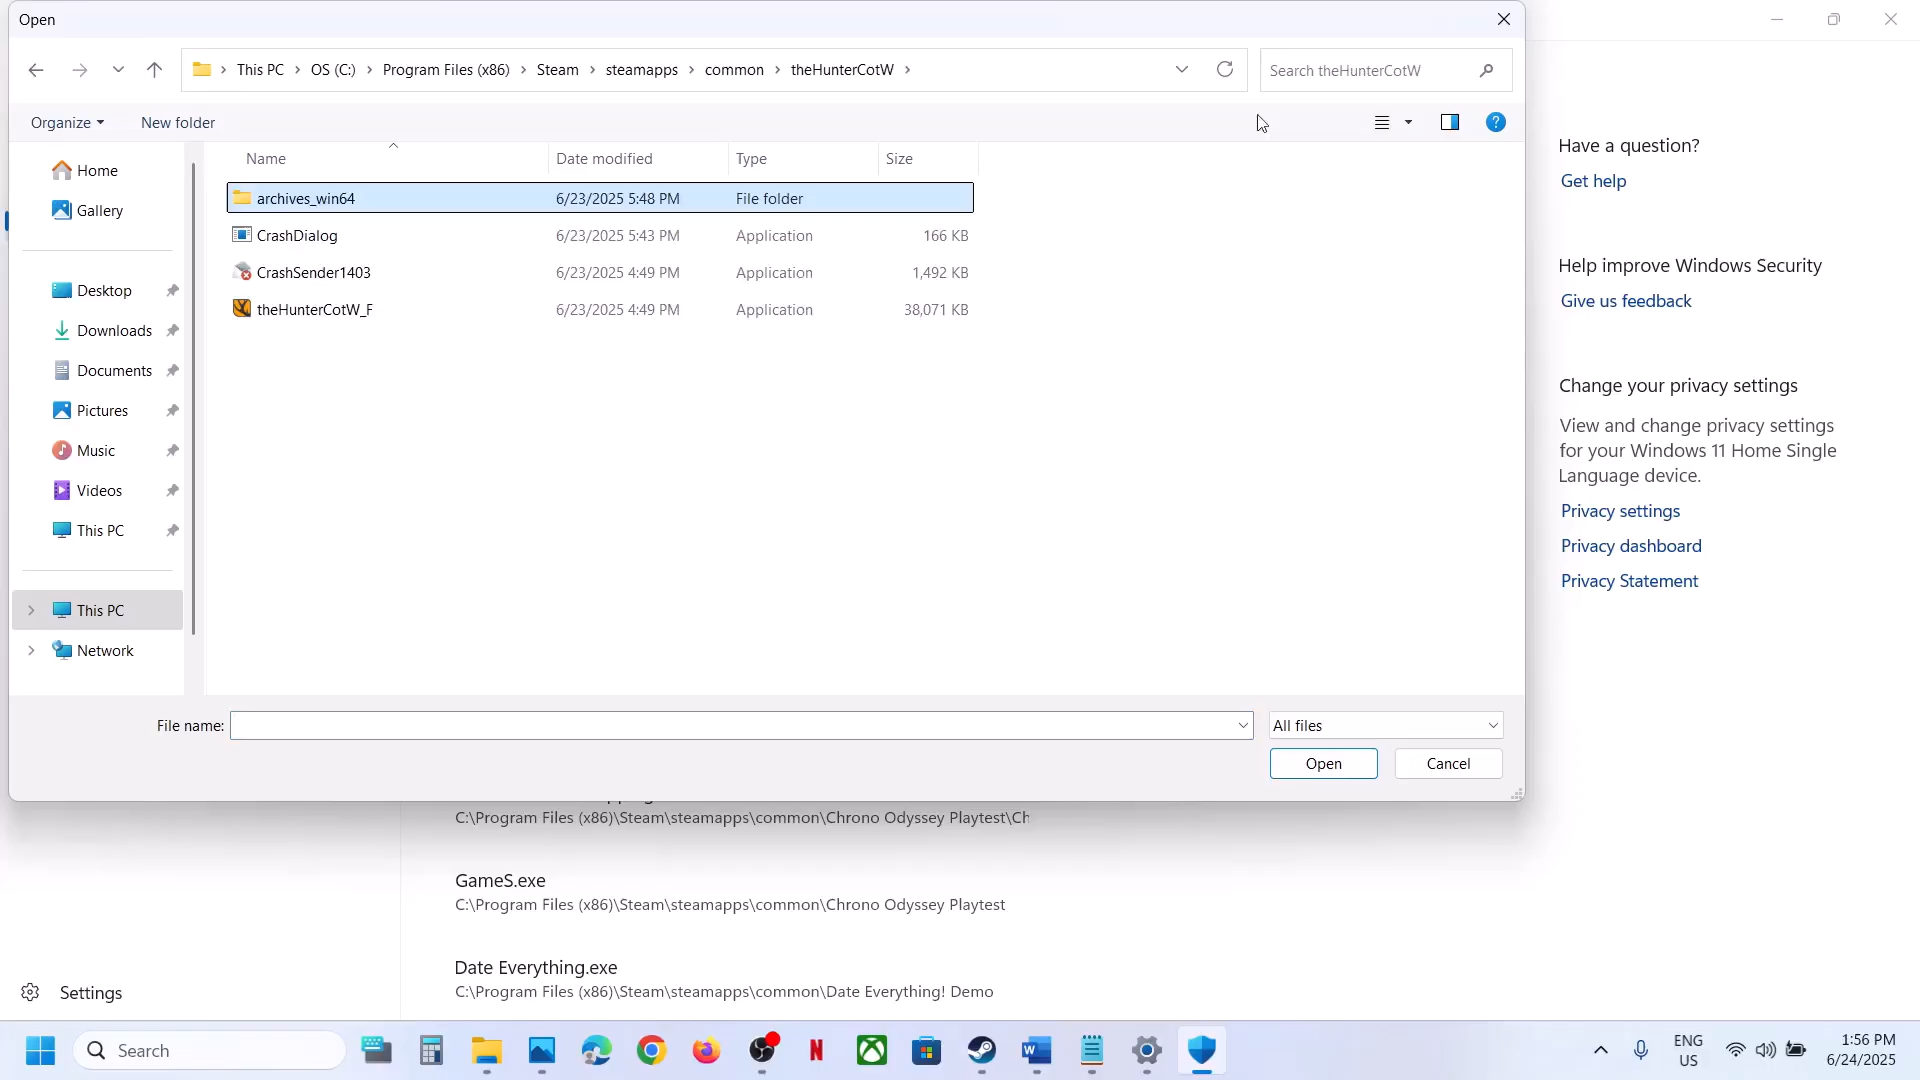 Open
This PC > OS (C:) > Program Files (x86) > Steam > steamapps > common > theHunterCotW >
Search theHunterCotW
Organize
New folder
Name
Date modified
Type
Size
Home
Gallery
Desktop
Downloads
Documents
Pictures
Music
Videos
This PC
This PC
Network
archives_win64 6/23/2025 5:48 PM File folder
CrashDialog 6/23/2025 5:43 PM Application 166 KB
CrashSender1403 6/23/2025 4:49 PM Application 1,492 KB
theHunterCotW_F 6/23/2025 4:49 PM Application 38,071 KB
File name:
All files
Open
Cancel
Have a question?
Get help
Help improve Windows Security
Give us feedback
Change your privacy settings
View and change privacy settings
for your Windows 11 Home Single
Language device.
Privacy settings
Privacy dashboard
Privacy Statement
C:\Program Files (x86)\Steam\steamapps\common\Chrono Odyssey Playtest\Ch
GameS.exe
C:\Program Files (x86)\Steam\steamapps\common\Chrono Odyssey Playtest
Date Everything.exe
C:\Program Files (x86)\Steam\steamapps\common\Date Everything! Demo
Settings
Search
ENG
US
1:56 PM
6/24/2025